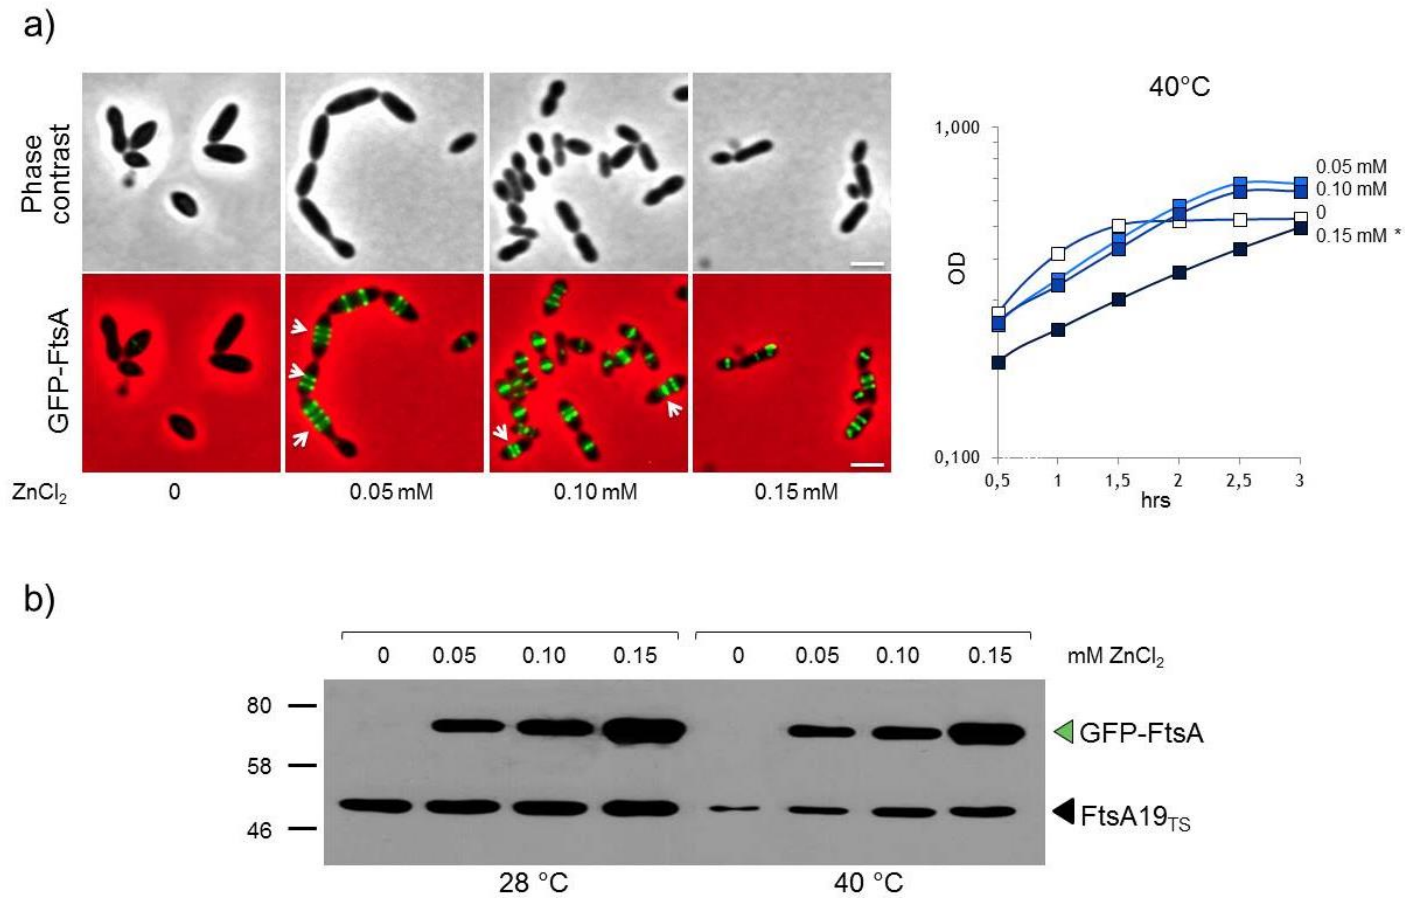 a)
Phase
contrast
GFP-FtsA
ZnCl₂ 0 0.05 mM 0.10 mM 0.15 mM
40°C
1,000
OD
0,100
0,5 1 1,5 2 2,5 3
hrs
0.05 mM
0.10 mM
0
0.15 mM *
b)
0 0.05 0.10 0.15 0 0.05 0.10 0.15 mM ZnCl₂
80
58
46
GFP-FtsA
FtsA19TS
28 °C 40 °C